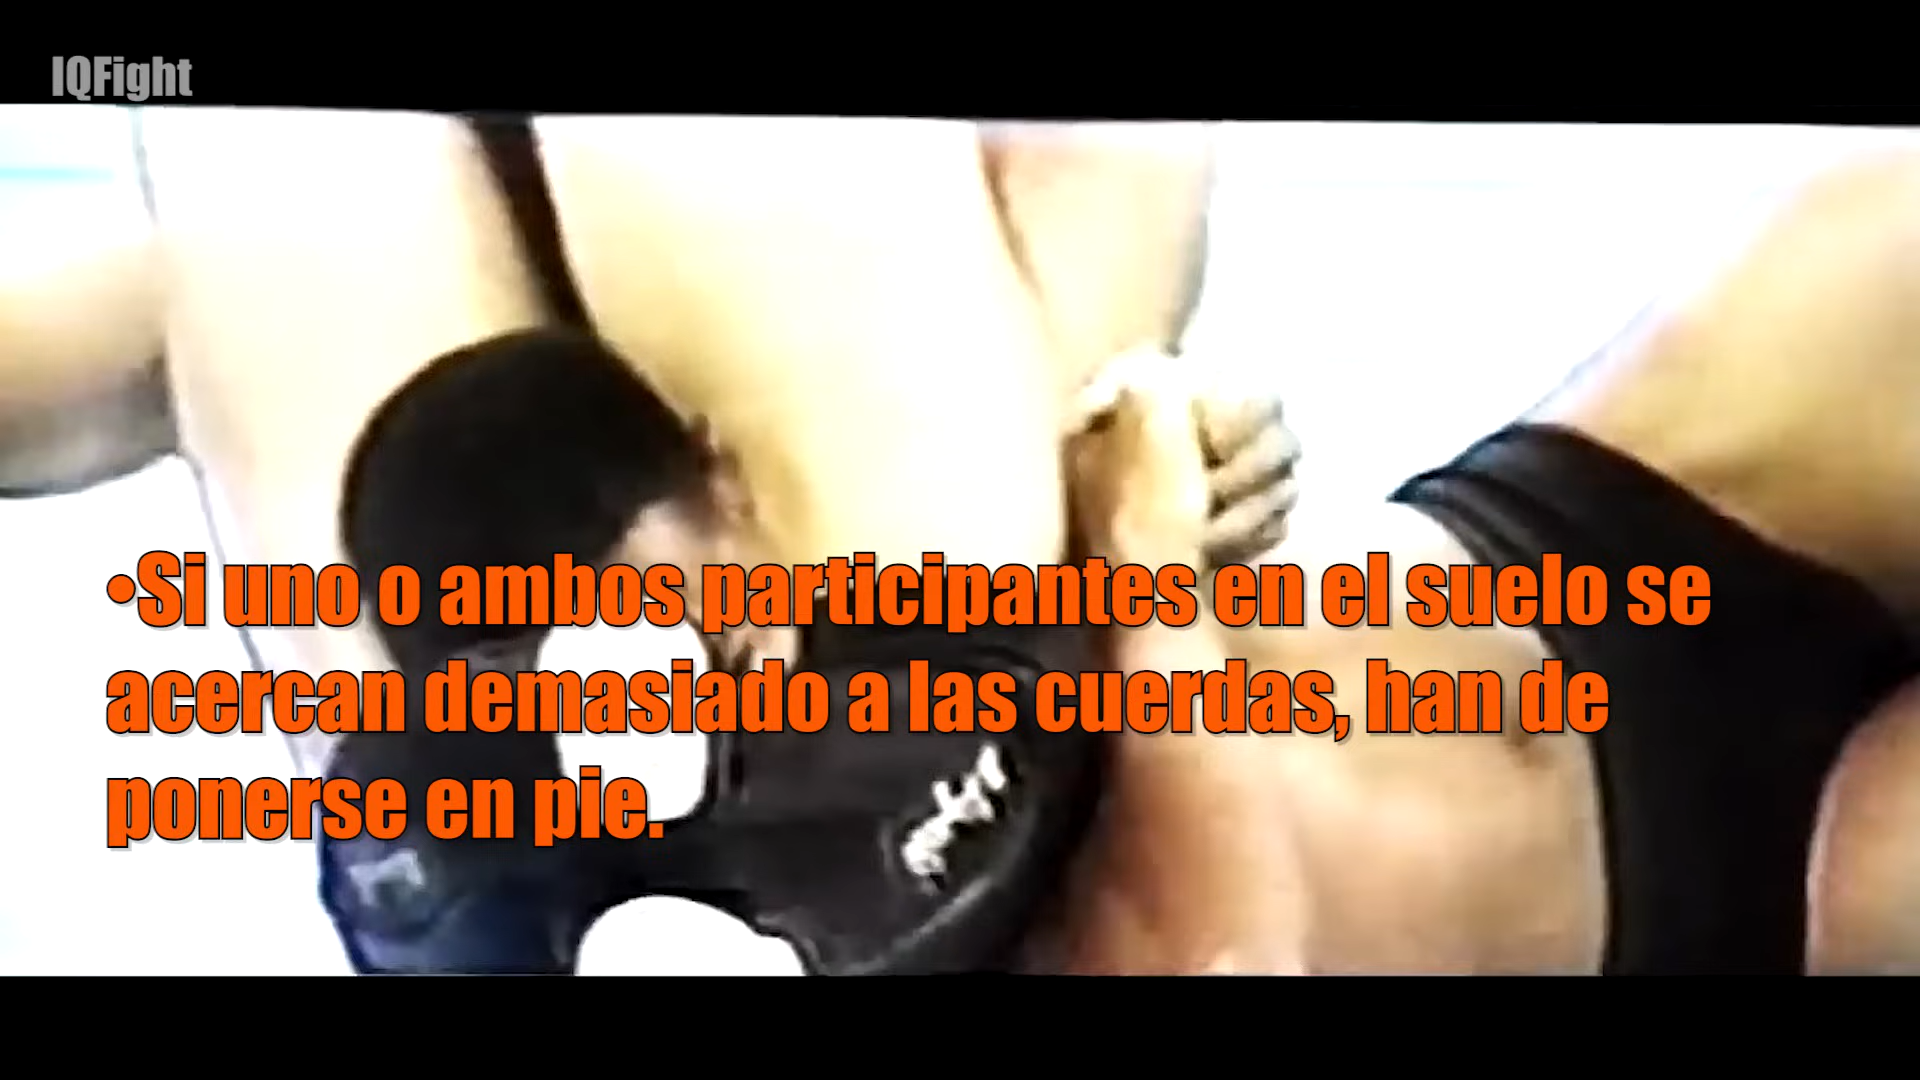 IQFight
•Si uno o ambos participantes en el suelo se
acercan demasiado a las cuerdas, han de
ponerse en pie.